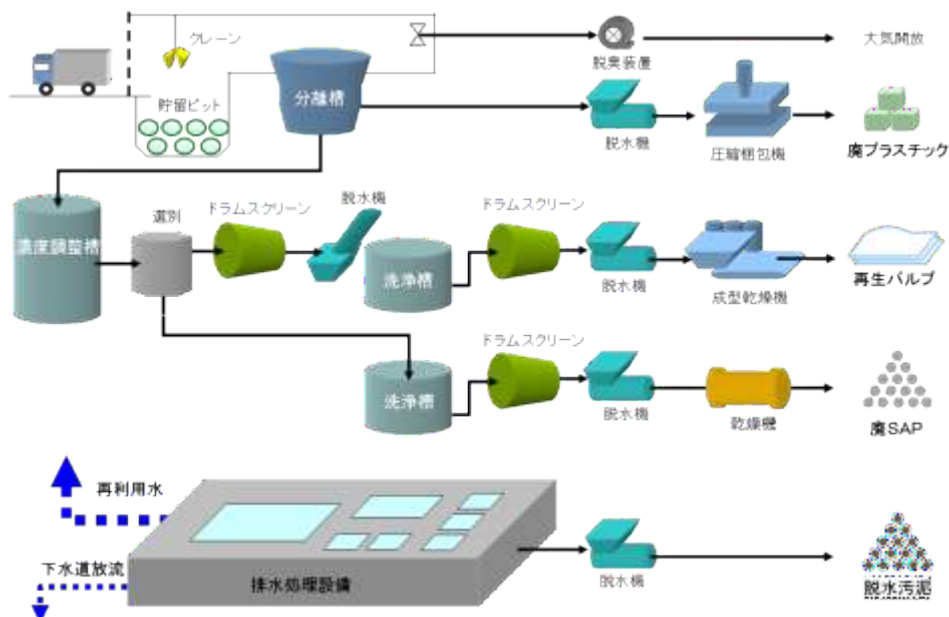 クレーン
脱臭装置
大気開放
貯留ピット
分離槽
脱水機
圧縮梱包機
廃プラスチック
濃度調整槽
選別
ドラムスクリーン
脱水機
洗浄槽
ドラムスクリーン
脱水機
成型乾燥機
再生パルプ
洗浄槽
ドラムスクリーン
脱水機
乾燥機
廃SAP
再利用水
下水道放流
排水処理設備
脱水機
脱水汚泥